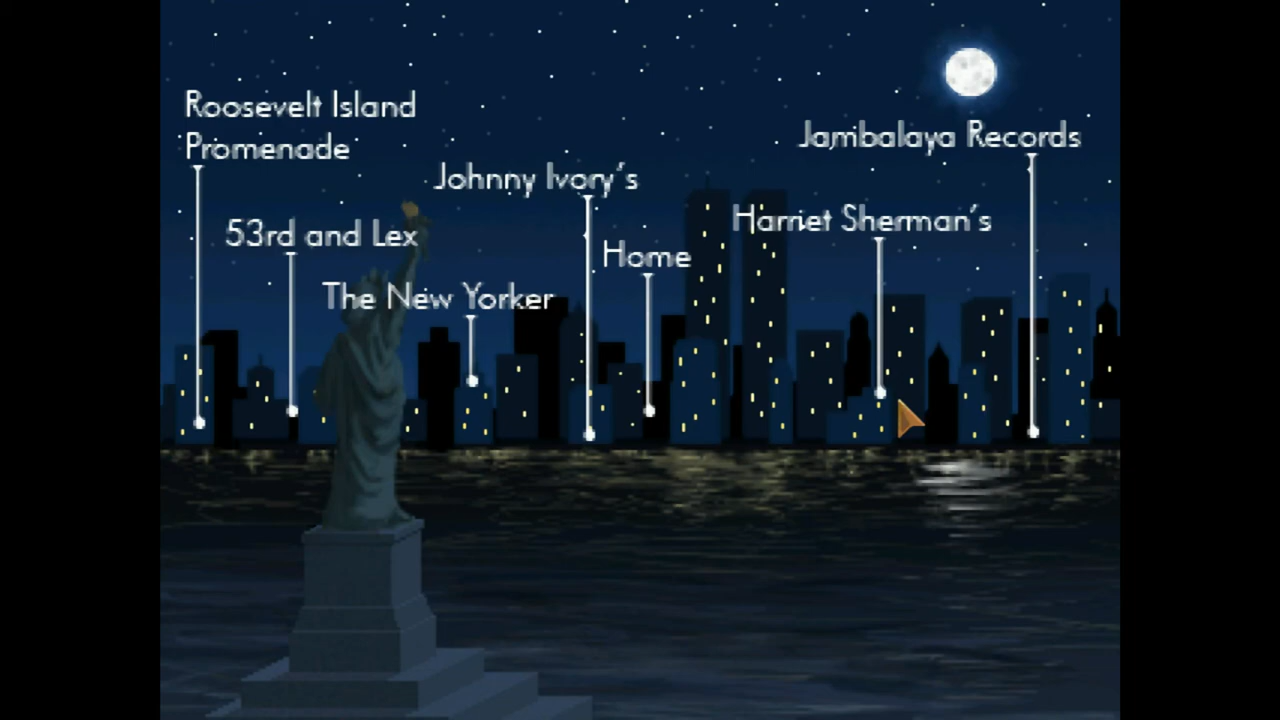 Roosevelt Island
Promenade
Jambalaya Records
Johnny Ivory's
Harriet Sherman's
53rd and Lex
Home
The New Yorker